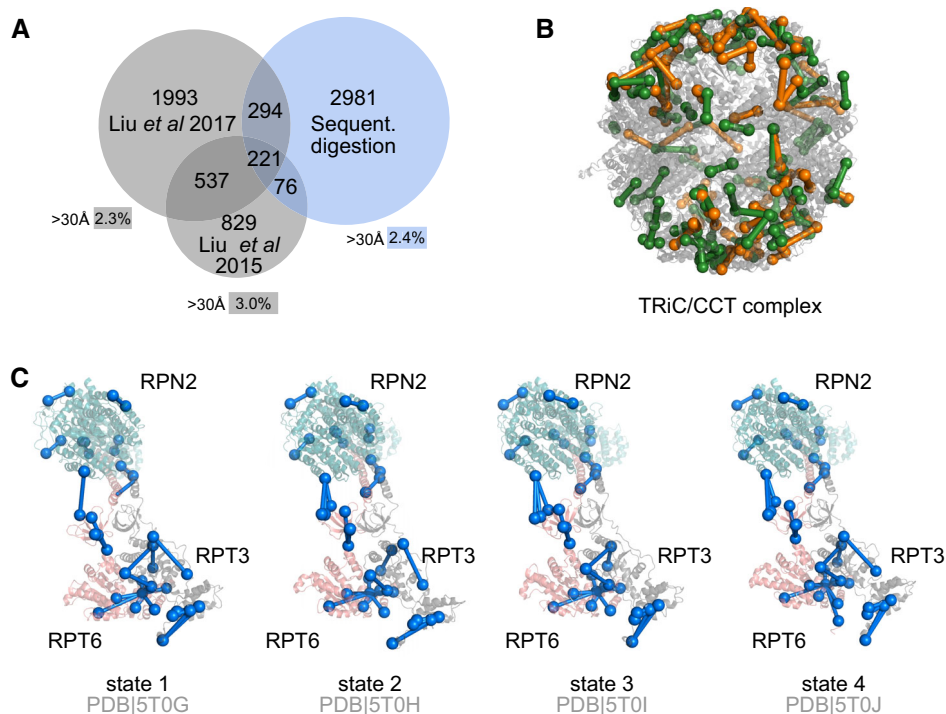 A
1993
Liu et al 2017
294
2981
Sequent.
digestion
221
537
76
>30Å 2.3%
829
Liu et al
2015
>30Å 2.4%
>30Å 3.0%
B
TRiC/CCT complex
C
RPN2
RPT3
RPT6
state 1
PDB|5T0G
RPN2
RPT3
RPT6
state 2
PDB|5T0H
RPN2
RPT3
RPT6
state 3
PDB|5T0I
RPN2
RPT3
RPT6
state 4
PDB|5T0J